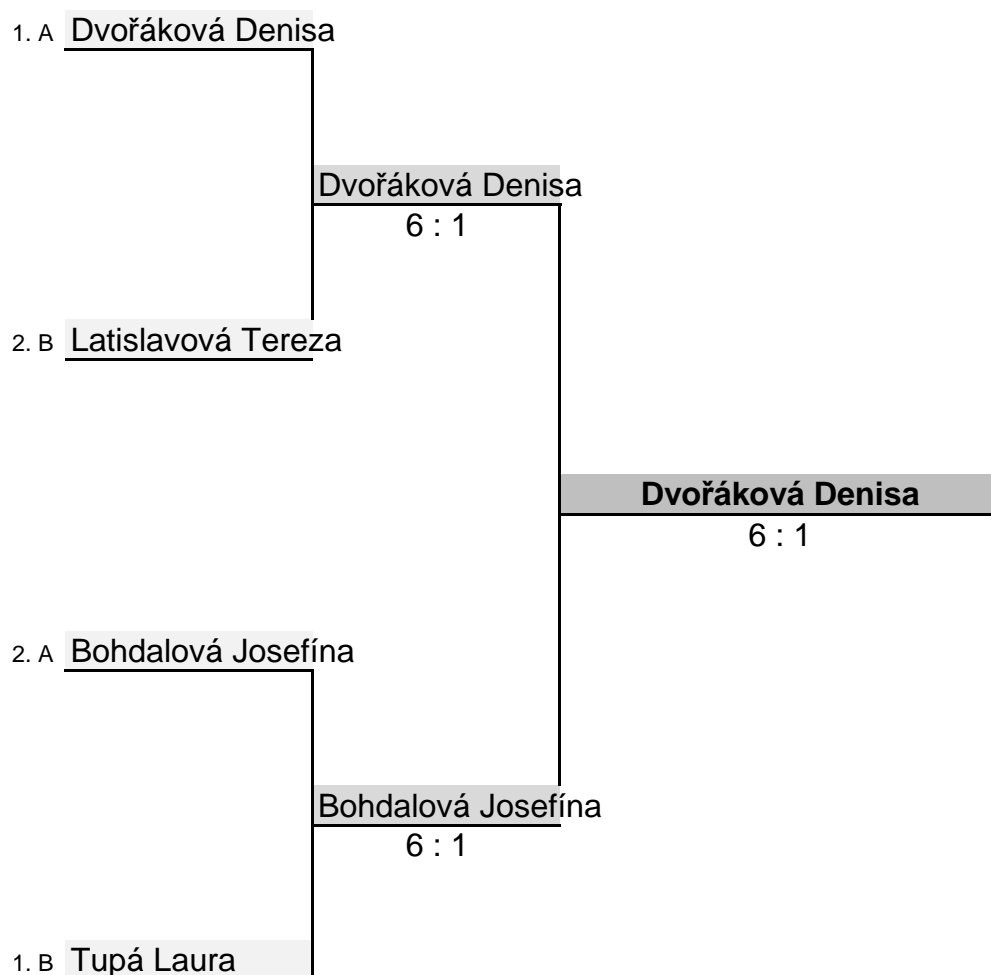 1. A Dvořáková Denisa
Dvořáková Denisa
6 : 1
2. B Latislavová Tereza
Dvořáková Denisa
6 : 1
2. A Bohdalová Josefína
Bohdalová Josefína
6 : 1
1. B Tupá Laura